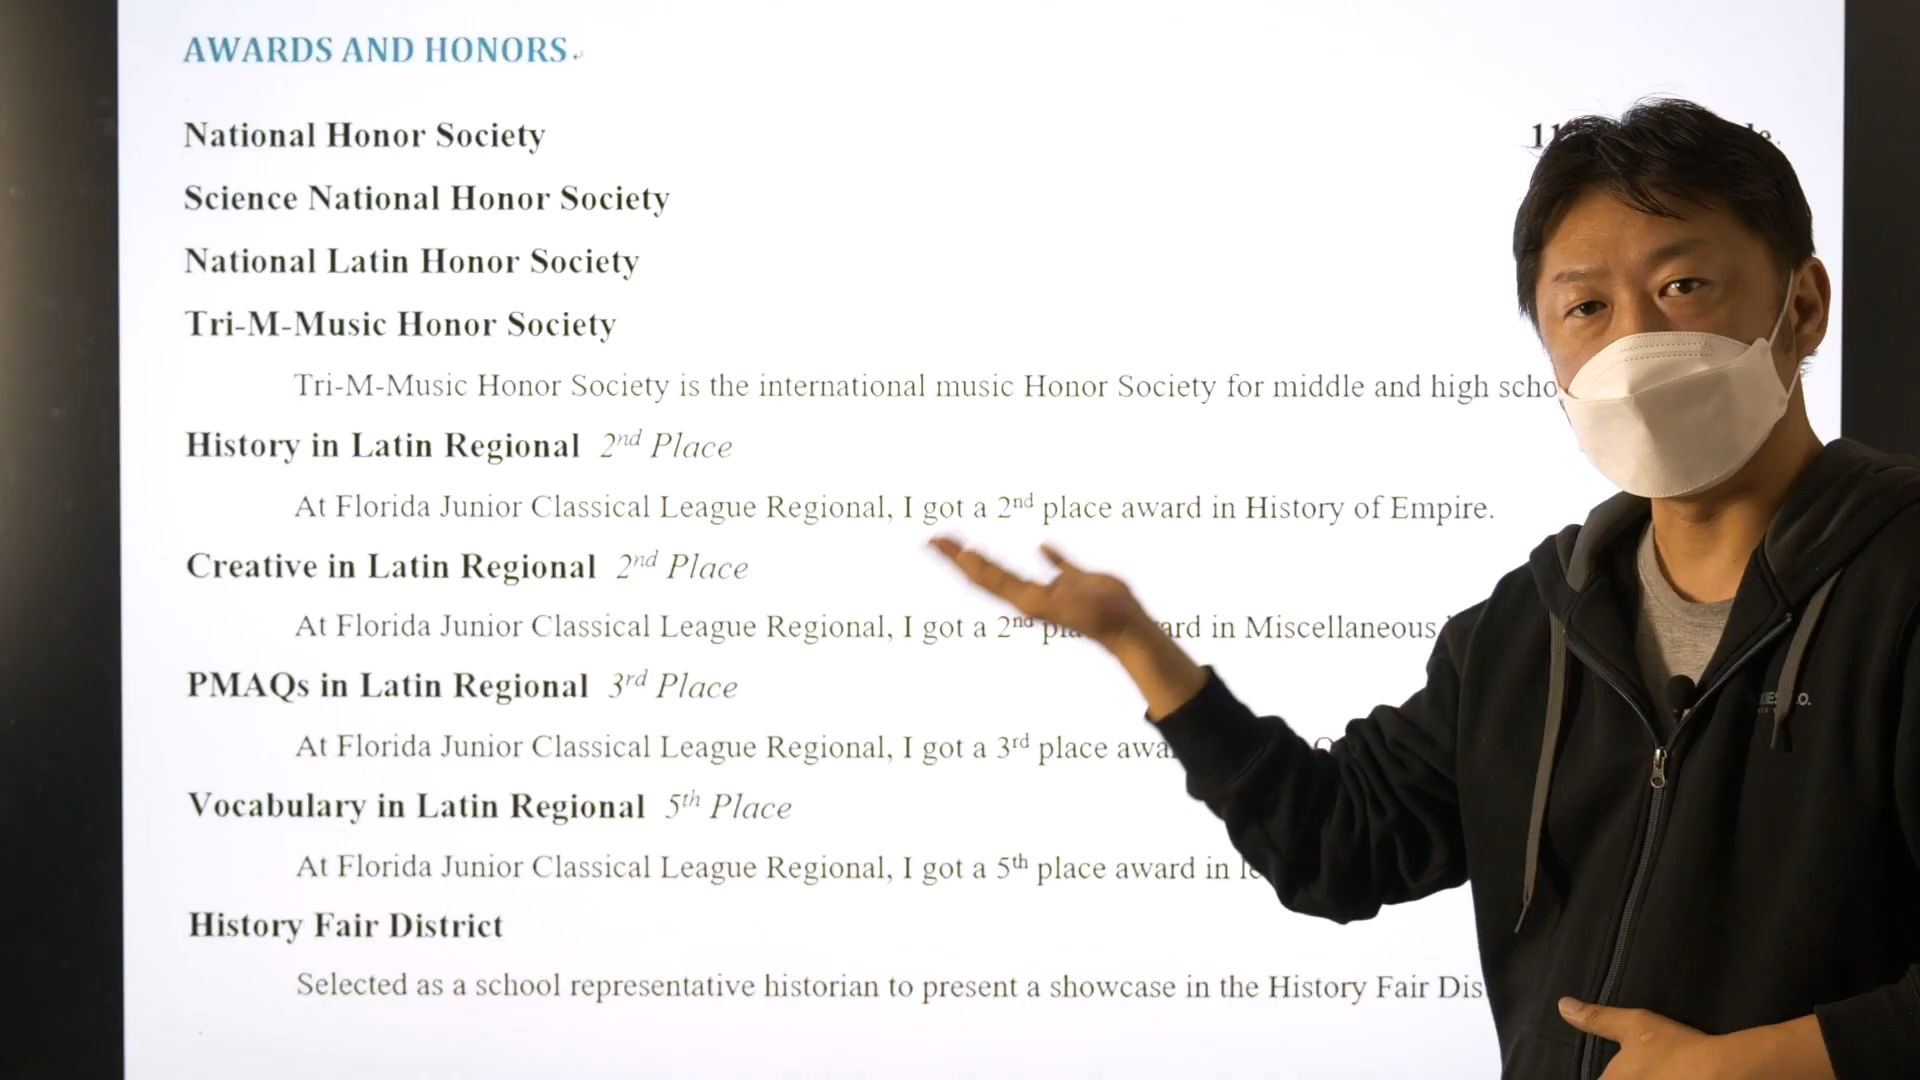 AWARDS AND HONORS
National Honor Society
Science National Honor Society
National Latin Honor Society
Tri-M-Music Honor Society
Tri-M-Music Honor Society is the international music Honor Society for middle and high
History in Latin Regional 2nd Place
At Florida Junior Classical League Regional, I got a 2nd place award in History of Empire.
Creative in Latin Regional 2nd Place
At Florida Junior Classical League Regional, I got a 2nd in Miscellaneous
PMAQs in Latin Regional 3rd Place
At Florida Junior Classical League Regional, I got a 3rd place
Vocabulary in Latin Regional 5th Place
At Florida Junior Classical League Regional, I got a 5th place award in
History Fair District
Selected as a school representative historian to present a showcase in the History Fair